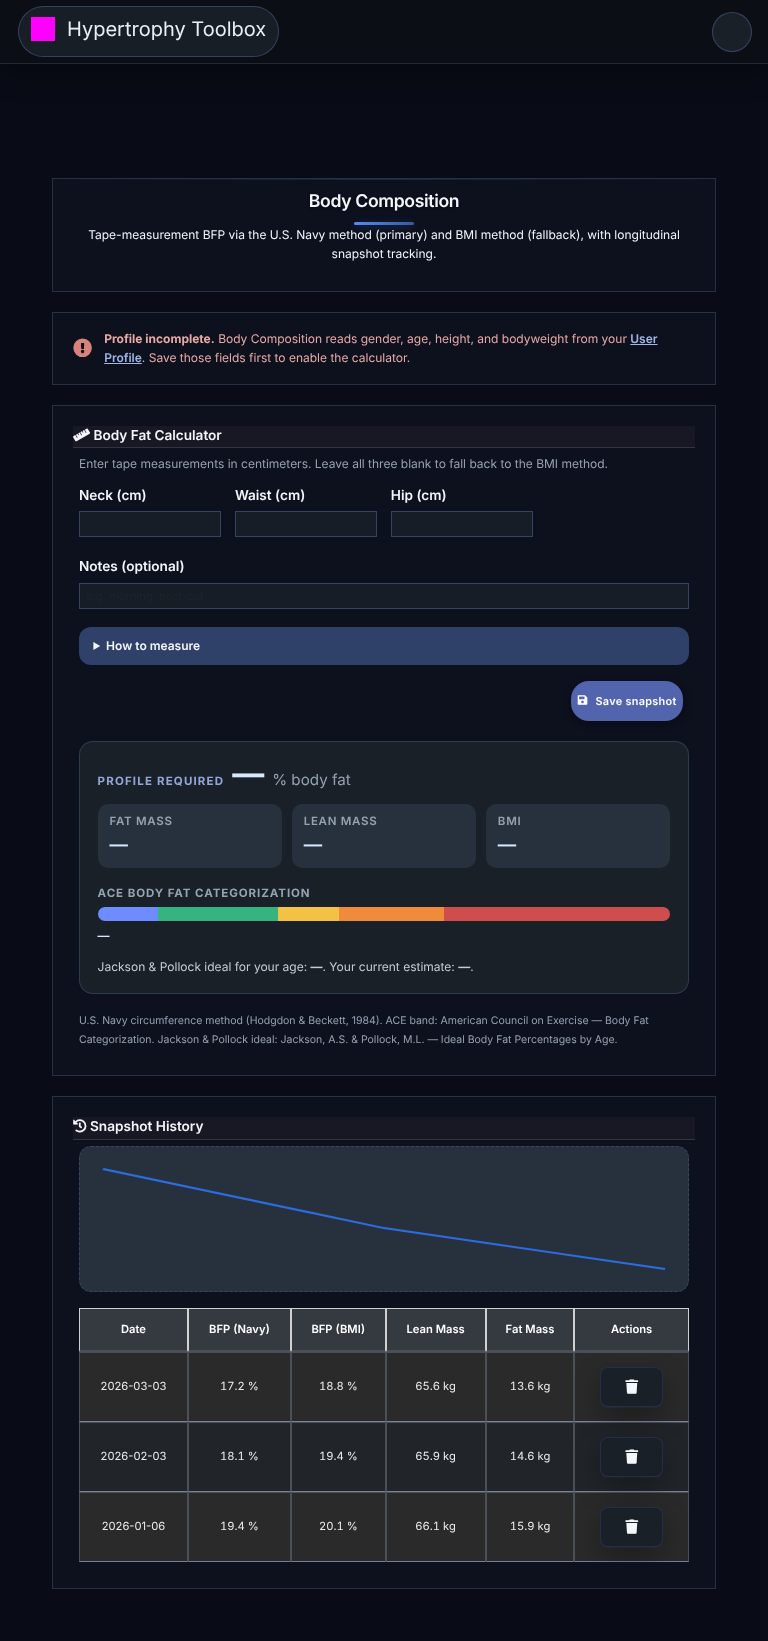 Hypertrophy Toolbox
Body Composition
Tape-measurement BFP via the U.S. Navy method (primary) and BMI method (fallback), with longitudinal
snapshot tracking.
Profile incomplete. Body Composition reads gender, age, height, and bodyweight from your User
Profile. Save those fields first to enable the calculator.
Body Fat Calculator
Enter tape measurements in centimeters. Leave all three blank to fall back to the BMI method.
Neck (cm) Waist (cm) Hip (cm)
Notes (optional)
How to measure
Save snapshot
PROFILE REQUIRED — % body fat
FAT MASS LEAN MASS BMI
— — —
ACE BODY FAT CATEGORIZATION
—
Jackson & Pollock ideal for your age: —. Your current estimate: —.
U.S. Navy circumference method (Hodgdon & Beckett, 1984). ACE band: American Council on Exercise — Body Fat
Categorization. Jackson & Pollock ideal: Jackson, A.S. & Pollock, M.L. — Ideal Body Fat Percentages by Age.
Snapshot History
Date BFP (Navy) BFP (BMI) Lean Mass Fat Mass Actions
2026-03-03 17.2 % 18.8 % 65.6 kg 13.6 kg
2026-02-03 18.1 % 19.4 % 65.9 kg 14.6 kg
2026-01-06 19.4 % 20.1 % 66.1 kg 15.9 kg